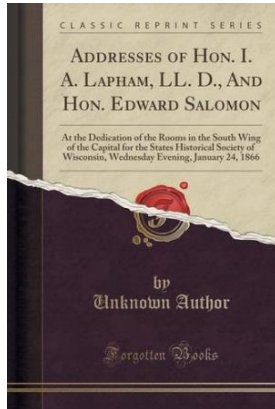 CLASSIC REPRINT SERIES
ADDRESSES OF HON. I.
A. LAPHAM, LL. D., AND
HON. EDWARD SALOMON
At the Dedication of the Rooms in the South Wing
of the Capital for the States Historical Society of
Wisconsin, Wednesday Evening, January 24, 1866
by
Unknown Author
Forgotten Books